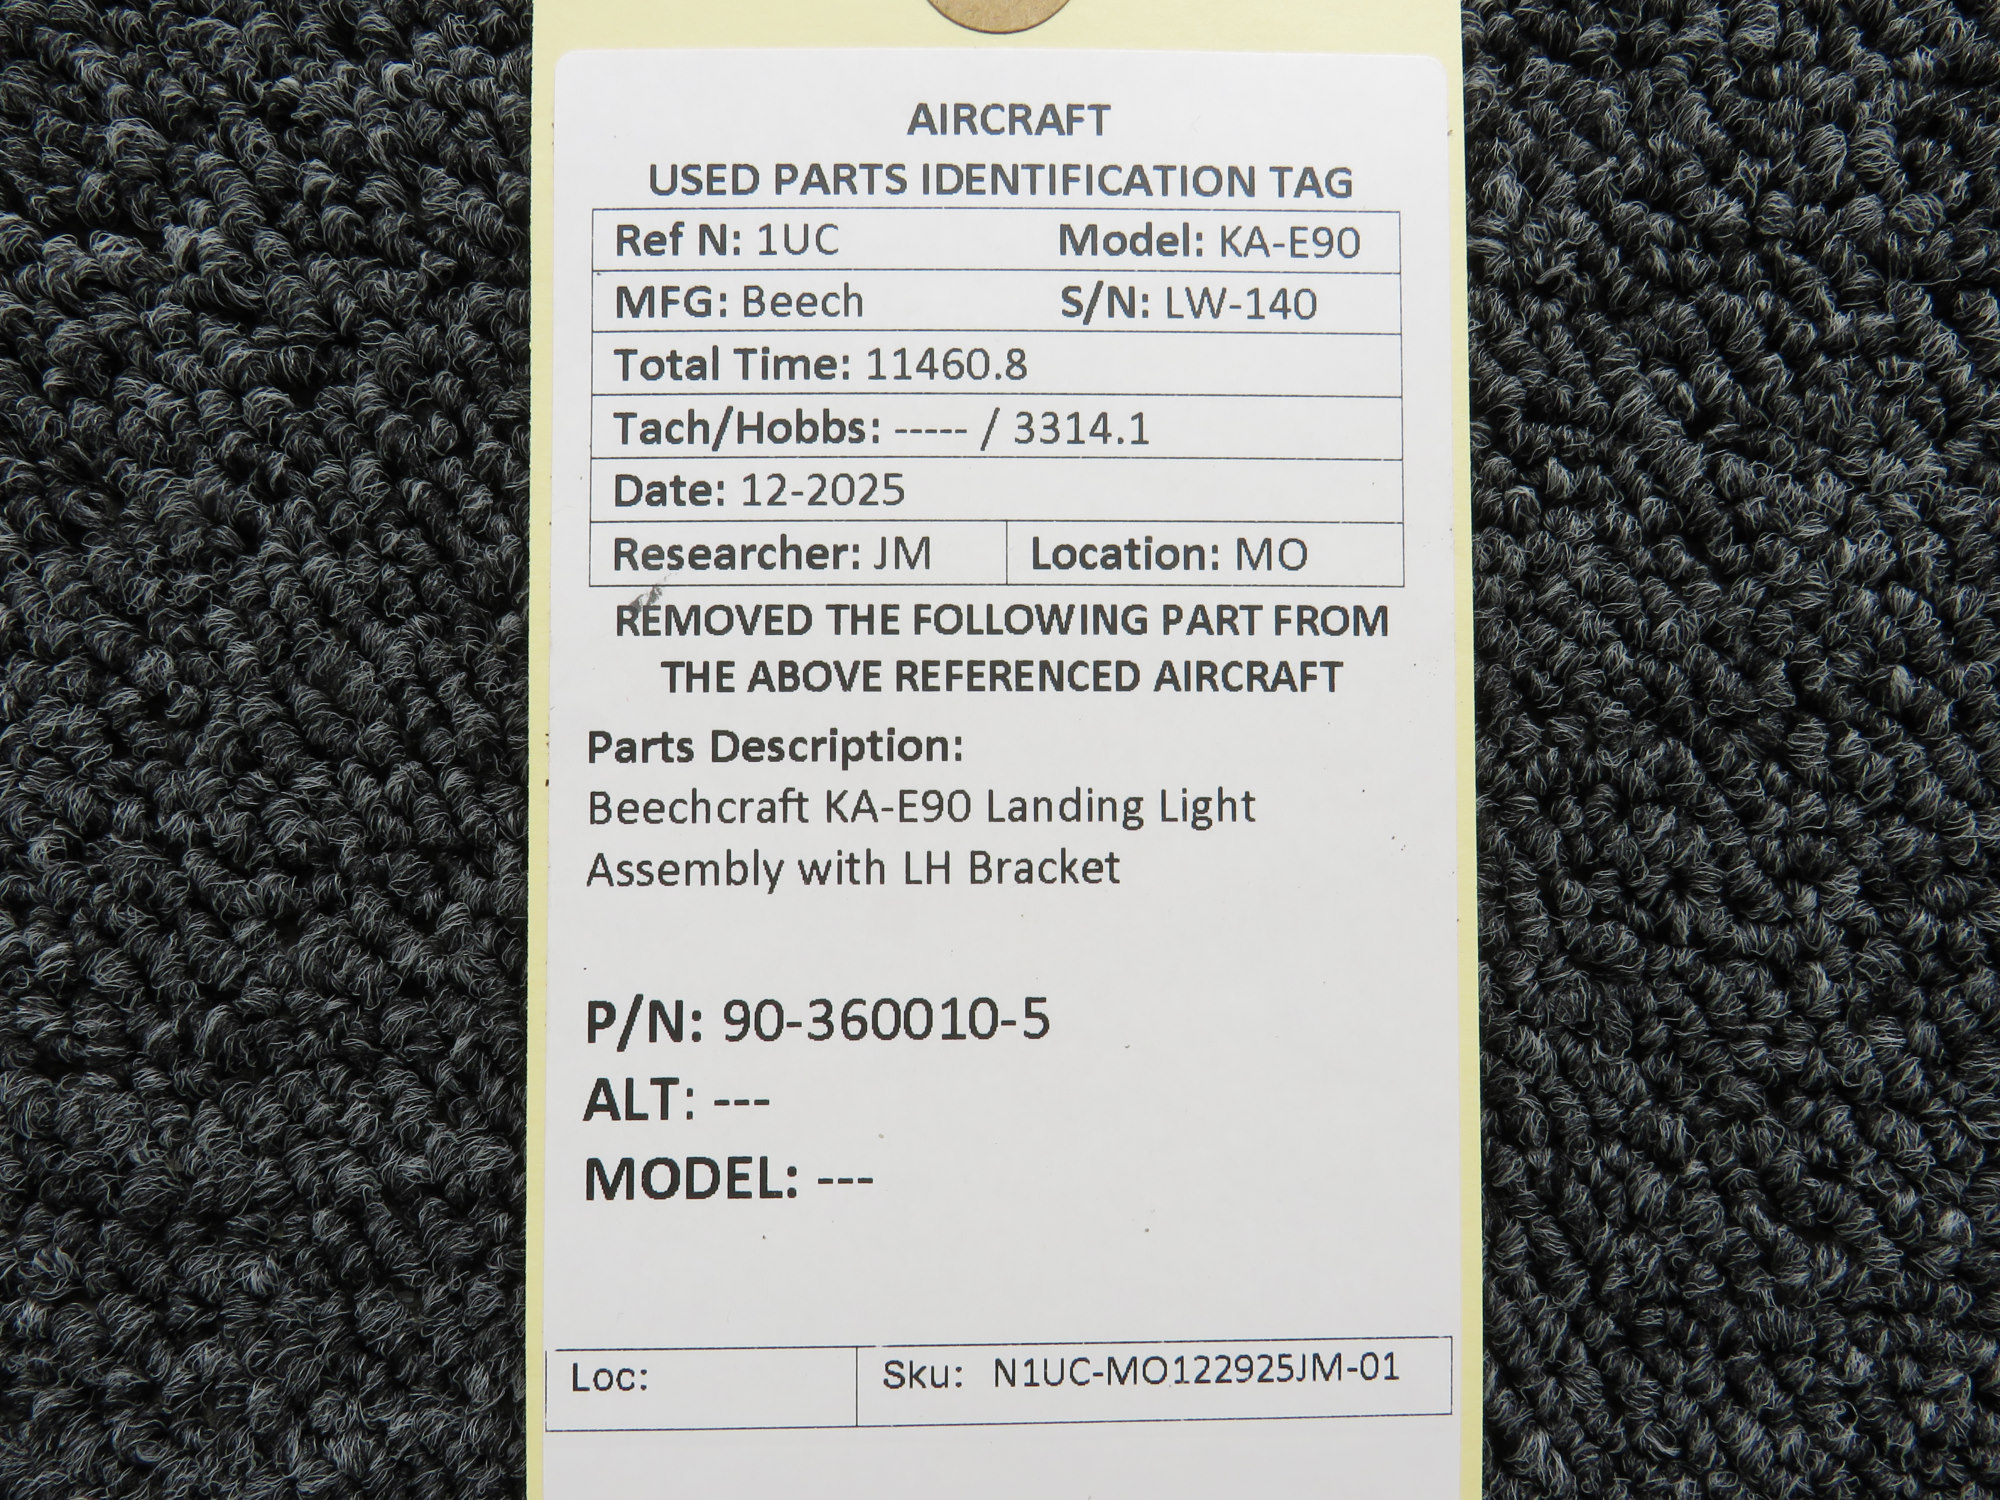 AIRCRAFT
USED PARTS IDENTIFICATION TAG
Ref N: 1UC Model: KA-E90
MFG: Beech S/N: LW-140
Total Time: 11460.8
Tach/Hobbs: ----- / 3314.1
Date: 12-2025
Researcher: JM Location: MO
REMOVED THE FOLLOWING PART FROM
THE ABOVE REFERENCED AIRCRAFT
Parts Description:
Beechcraft KA-E90 Landing Light
Assembly with LH Bracket
P/N: 90-360010-5
ALT: ---
MODEL: ---
Loc: Sku: N1UC-MO122925JM-01